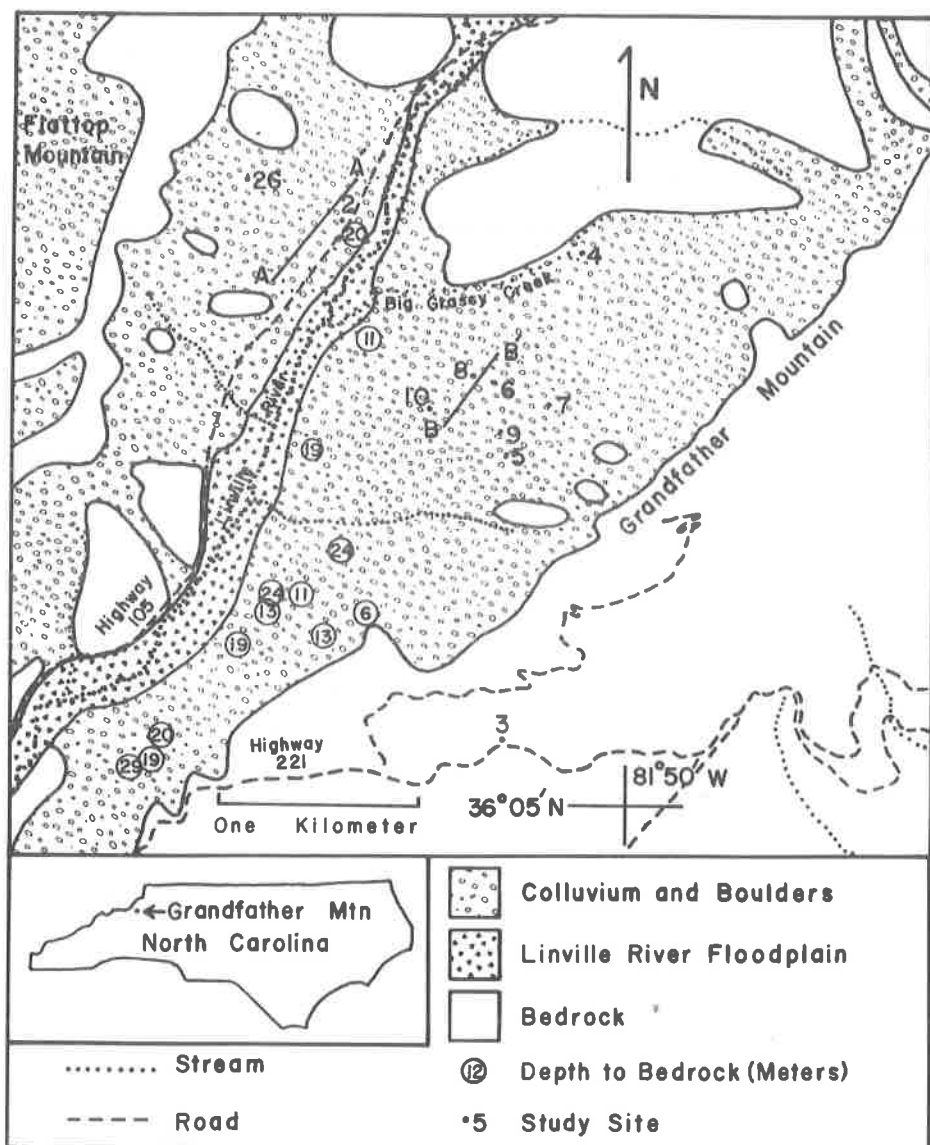 N
Flattop
Mountain
A
26
2
20
A'
4
Big Grassy Creek
11
B'
8
6
10
7
B
9
5
19
Linville River
Grandfather Mountain
24
24
11
13
6
13
19
Highway
105
20
19
29
3
Highway
221
81°50'W
36°05'N
One Kilometer
Grandfather Mtn
North Carolina
Colluvium and Boulders
Linville River Floodplain
Bedrock
12 Depth to Bedrock (Meters)
•5 Study Site
Stream
Road